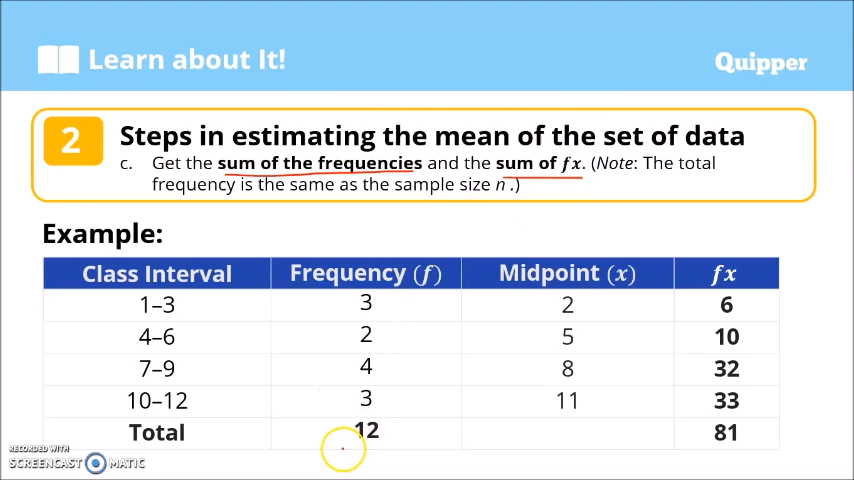 Learn about It!
Quipper
2
Steps in estimating the mean of the set of data
c. Get the sum of the frequencies and the sum of fx. (Note: The total
frequency is the same as the sample size n .)
Example:
Class Interval Frequency (f) Midpoint (x) fx
1–3 3 2 6
4–6 2 5 10
7–9 4 8 32
10–12 3 11 33
Total 12 81
RECORDED WITH
SCREENCAST MATIC